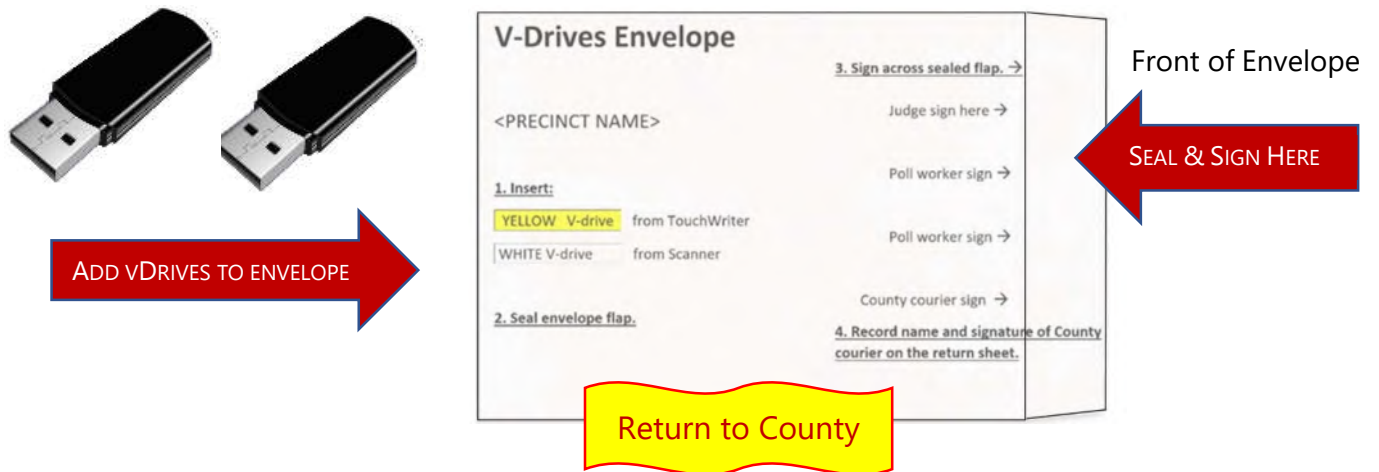 V-Drives Envelope
<PRECINCT NAME>
1. Insert:
YELLOW V-drive from TouchWriter
WHITE V-drive from Scanner
2. Seal envelope flap.
3. Sign across sealed flap. →
Judge sign here →
Poll worker sign →
Poll worker sign →
County courier sign →
4. Record name and signature of County
courier on the return sheet.
Front of Envelope
SEAL & SIGN HERE
ADD VDRIVES TO ENVELOPE
Return to County